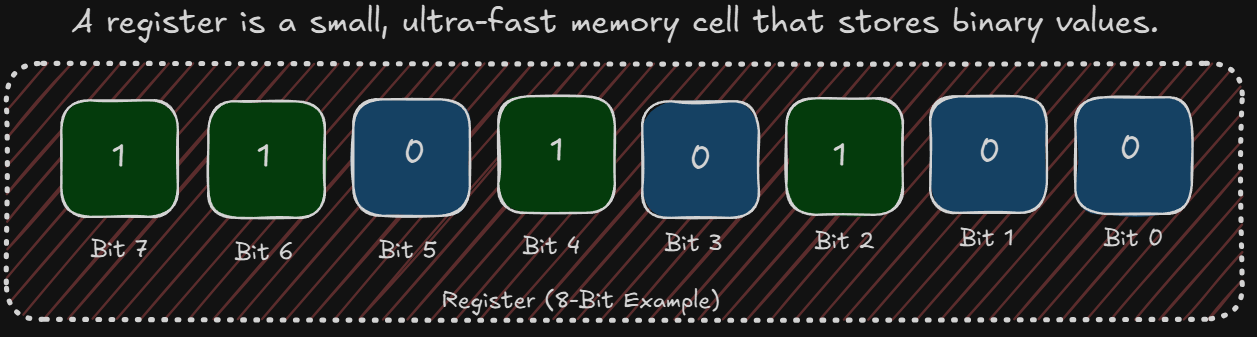 A register is a small, ultra-fast memory cell that stores binary values.
1 1 0 1 0 1 0 0
Bit 7 Bit 6 Bit 5 Bit 4 Bit 3 Bit 2 Bit 1 Bit 0
Register (8-Bit Example)